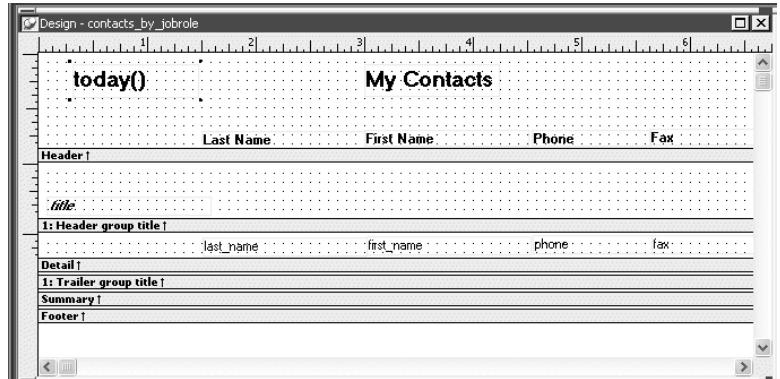 Design - contacts_by_jobrole
1 2 3 4 5 6
today() My Contacts
Last Name First Name Phone Fax
Header ↑
title
1: Header group title ↑
last_name first_name phone fax
Detail ↑
1: Trailer group title ↑
Summary ↑
Footer ↑